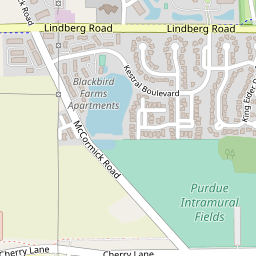 Lindberg Road
Lindberg Road
Road
Blackbird
Farms
Apartments
Kestral Boulevard
King Eider D
McCormick Road
Purdue
Intramural
Fields
Cherry Lane
Cherry Lane